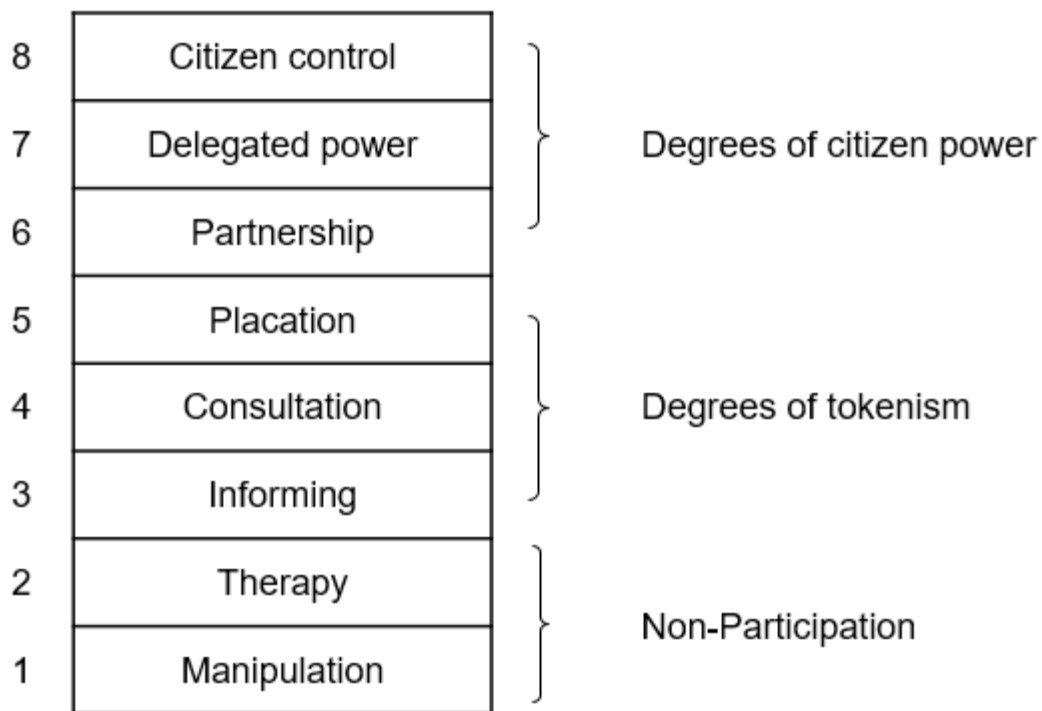 8 Citizen control
7 Delegated power Degrees of citizen power
6 Partnership
5 Placation
4 Consultation Degrees of tokenism
3 Informing
2 Therapy
Non-Participation
1 Manipulation